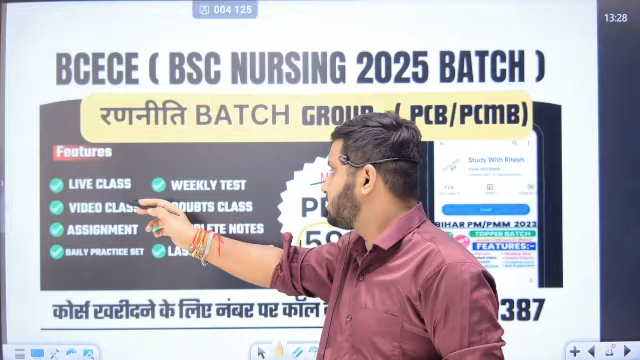 004 125
13:28
BCECE ( BSC NURSING 2025 BATCH )
रणनीति BATCH GROUP - ( PCB/PCMB)
Features
LIVE CLASS
WEEKLY TEST
VIDEO CLASS
DOUBTS CLASS
ASSIGNMENT
NOTES
DAILY PRACTICE SET
Study With Ritesh
BIHAR PM/PMM 2023
TOPPER BATCH
FEATURES:-
कोर्स खरीदने के लिए नंबर पर कॉल
387